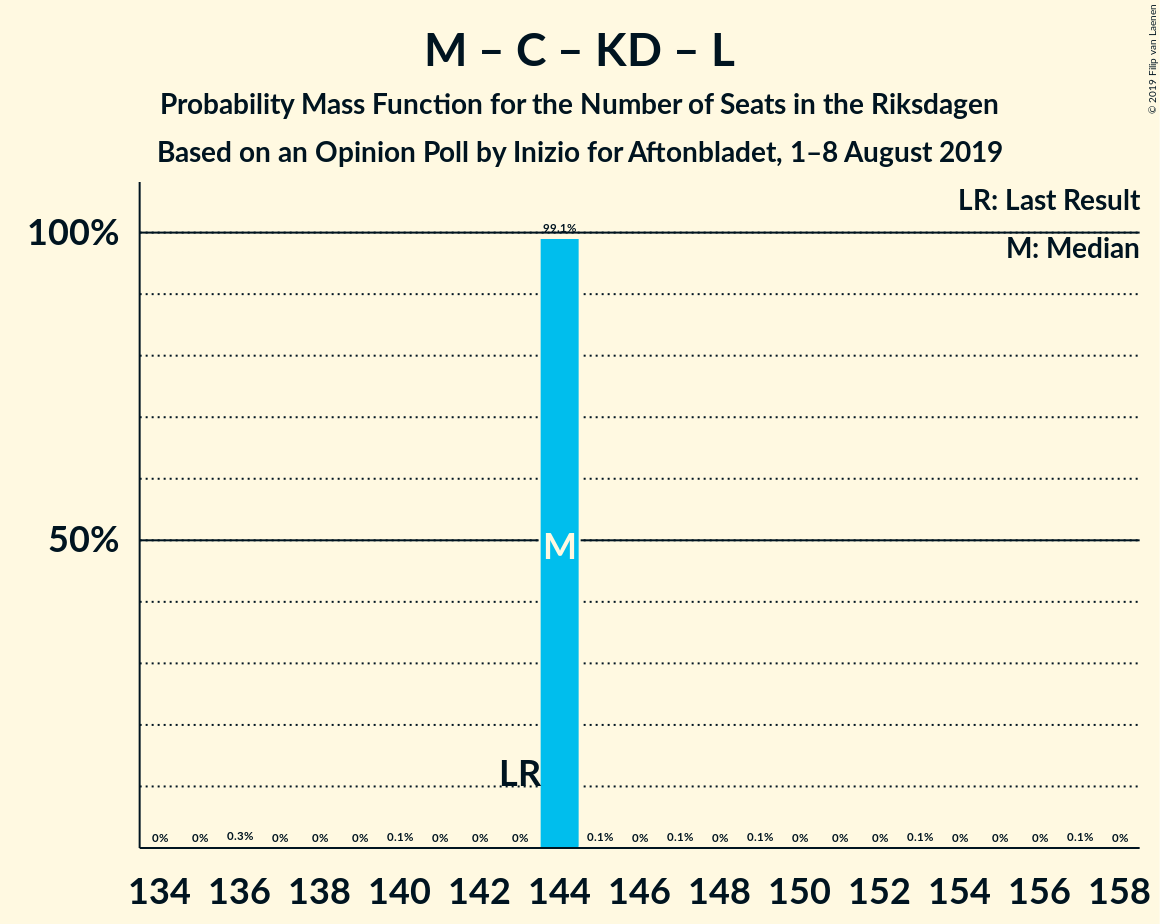 M – C – KD – L
Probability Mass Function for the Number of Seats in the Riksdagen
Based on an Opinion Poll by Inizio for Aftonbladet, 1–8 August 2019
© 2019 Filip van Laenen
LR: Last Result
M: Median
100%
50%
99.1%
M
LR
0% 0% 0.3% 0% 0% 0% 0.1% 0% 0% 0% 0.1% 0% 0.1% 0% 0.1% 0% 0% 0% 0.1% 0% 0% 0% 0.1% 0%
134 136 138 140 142 144 146 148 150 152 154 156 158